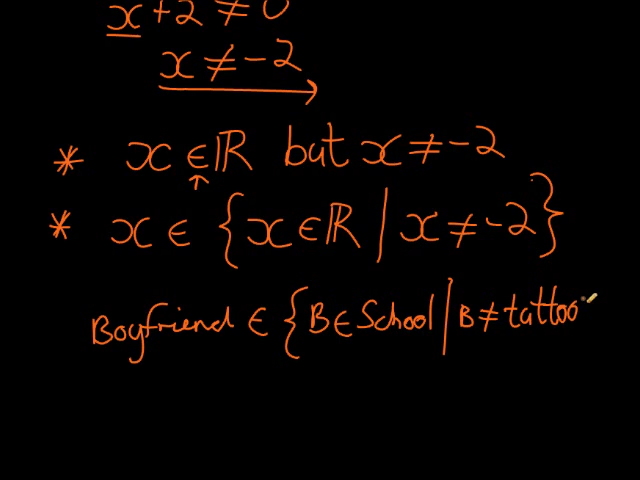 x + 2 ≠ 0
x ≠ -2
* x ∈ ℝ but x ≠ -2
* x ∈ {x ∈ ℝ | x ≠ -2}
Boyfriend ∈ {B ∈ School | B ≠ tattoo